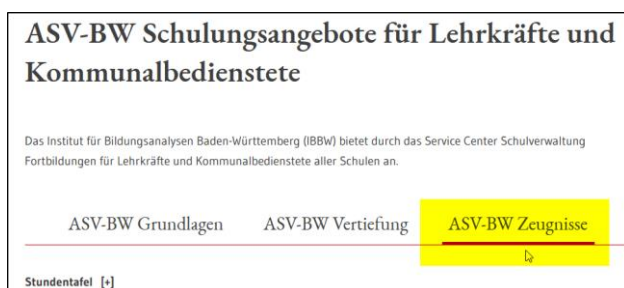 ASV-BW Schulungsangebote für Lehrkräfte und
Kommunalbedienstete
Das Institut für Bildungsanalysen Baden-Württemberg (IBBW) bietet durch das Service Center Schulverwaltung
Fortbildungen für Lehrkräfte und Kommunalbedienstete aller Schulen an.
ASV-BW Grundlagen ASV-BW Vertiefung ASV-BW Zeugnisse
Stundentafel [+]